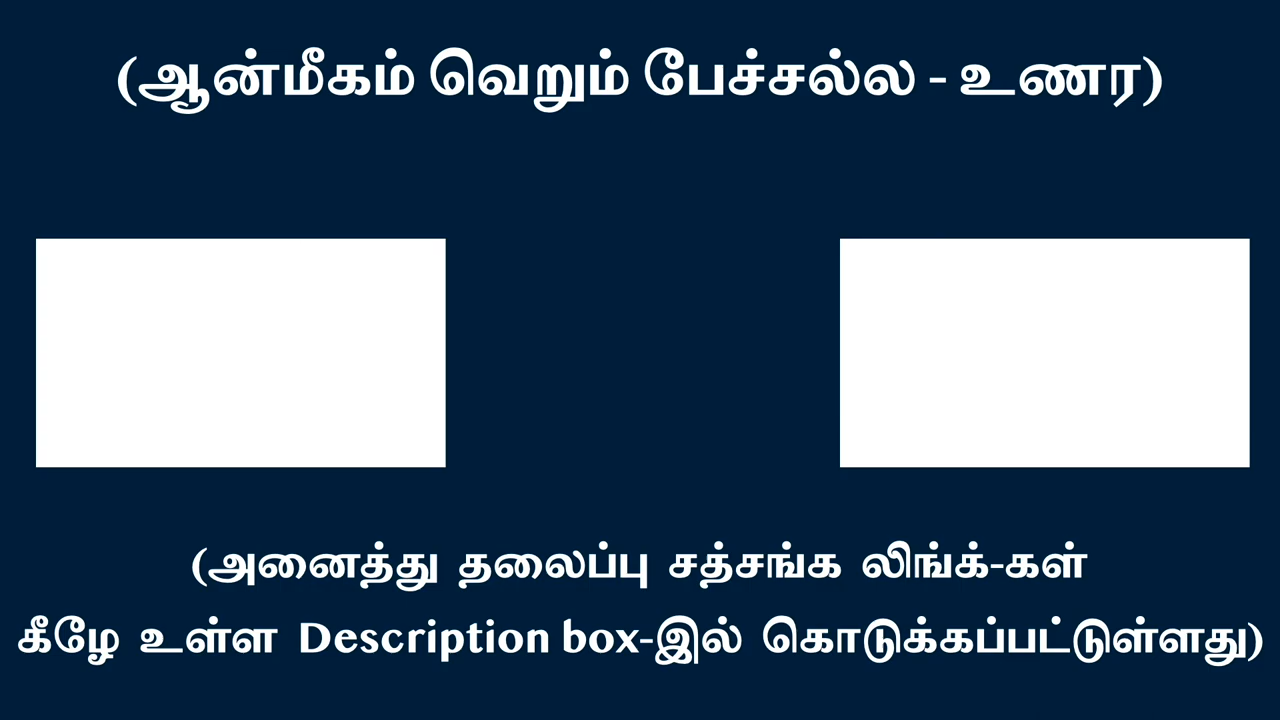 (ஆன்மீகம் வெறும் பேச்சல்ல - உணர)
(அனைத்து தலைப்பு சத்சங்க லிங்க்-கள்
கீழே உள்ள Description box-இல் கொடுக்கப்பட்டுள்ளது)